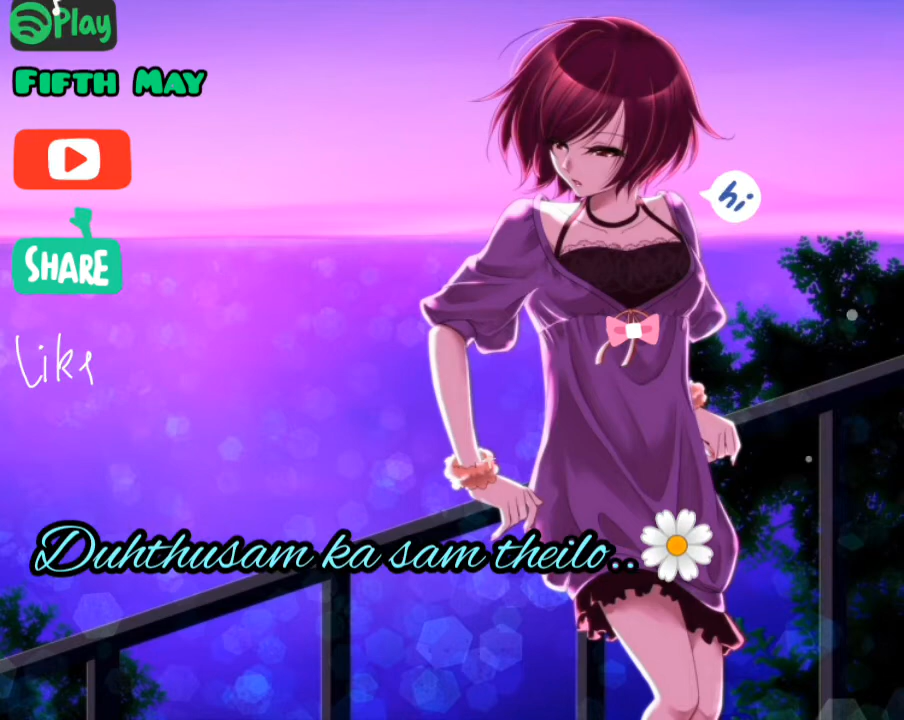 Play
FIFTH MAY
SHARE
Like
hi
Duhthusam ka sam theilo..